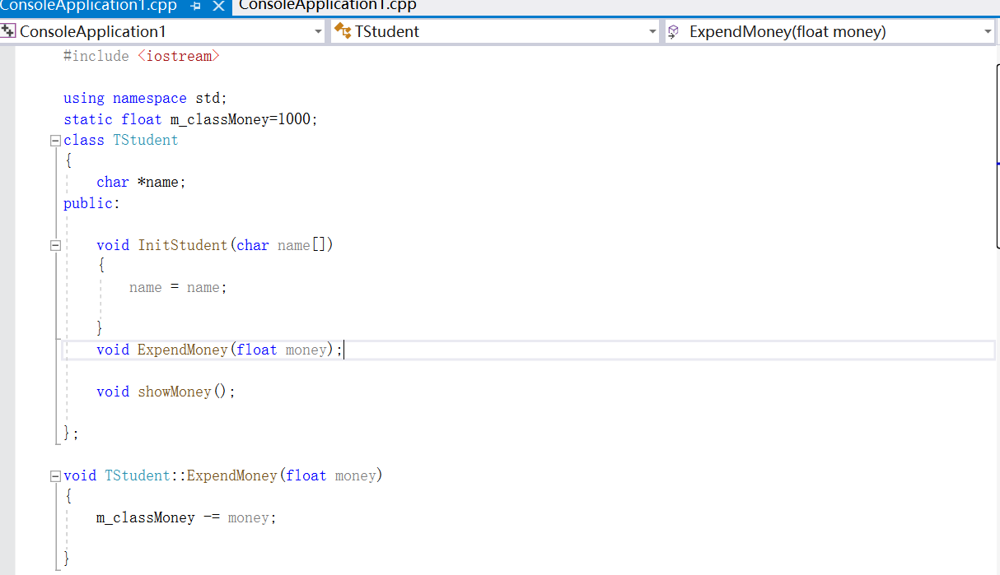 ConsoleApplication1.cpp ConsoleApplication1.cpp
ConsoleApplication1 TStudent ExpendMoney(float money)
#include <iostream>
using namespace std;
static float m_classMoney=1000;
class TStudent
{
char *name;
public:
void InitStudent(char name[])
{
name = name;
}
void ExpendMoney(float money);
void showMoney();
};
void TStudent::ExpendMoney(float money)
{
m_classMoney -= money;
}